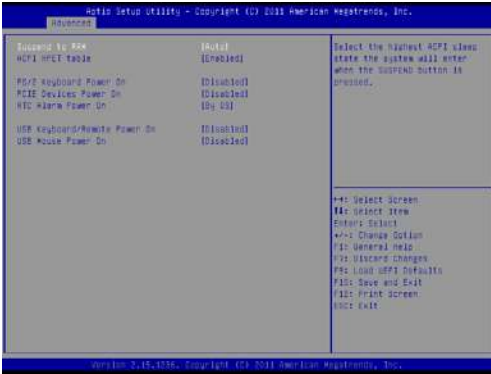 Aptio Setup Utility - Copyright (C) 2011 American Megatrends, Inc.
Advanced
Suspend to RAM [Auto]
ACPI HPET table [Enabled]
PS/2 Keyboard Power On [Disabled]
PCIE Devices Power On [Disabled]
RTC Alarm Power On [By OS]
USB Keyboard/Remote Power On [Disabled]
USB Mouse Power On [Disabled]
Select the highest ACPI sleep
state the system will enter
when the SUSPEND button is
pressed.
→←: Select Screen
↑↓: Select Item
Enter: Select
+/-: Change Option
F1: General Help
F7: Discard Changes
F9: Load UEFI Defaults
F10: Save and Exit
F12: Print Screen
ESC: Exit
Version 2.15.1236. Copyright (C) 2011 American Megatrends, Inc.